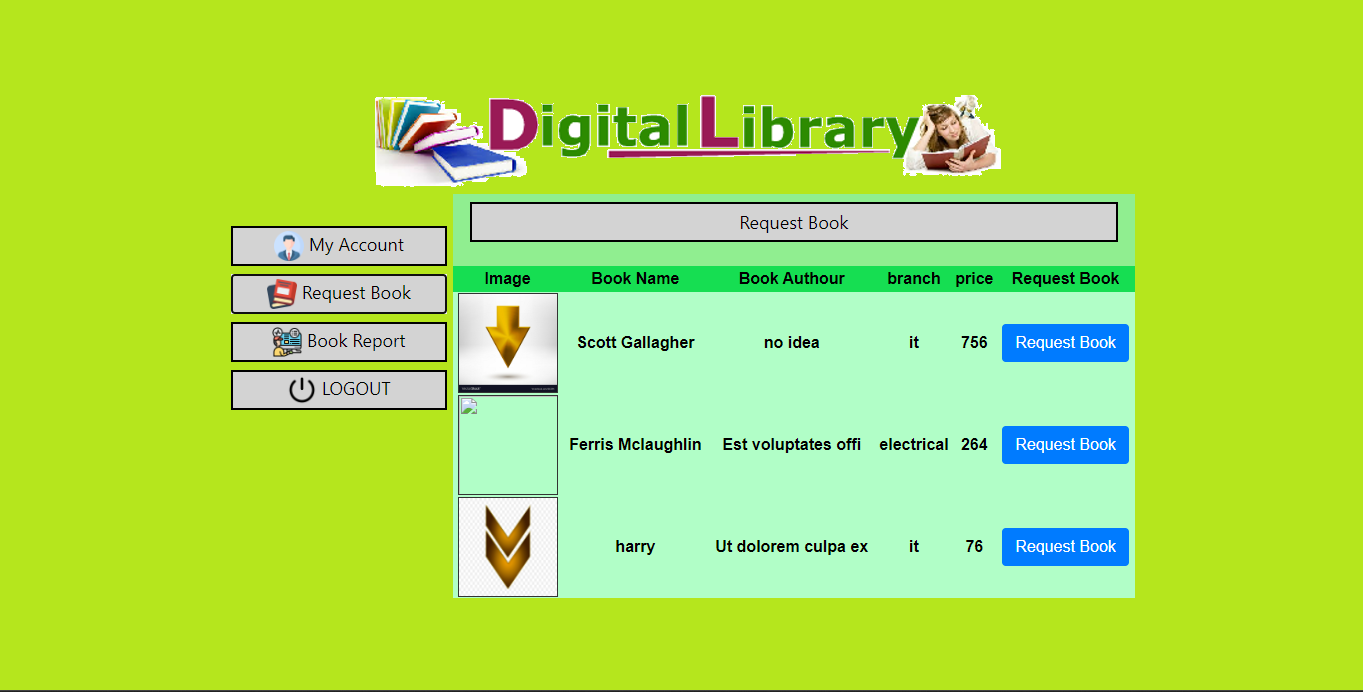 Digital Library
Request Book
My Account
Request Book
Book Report
LOGOUT
Image Book Name Book Authour branch price Request Book
Scott Gallagher no idea it 756 Request Book
Ferris Mclaughlin Est voluptates offi electrical 264 Request Book
harry Ut dolorem culpa ex it 76 Request Book